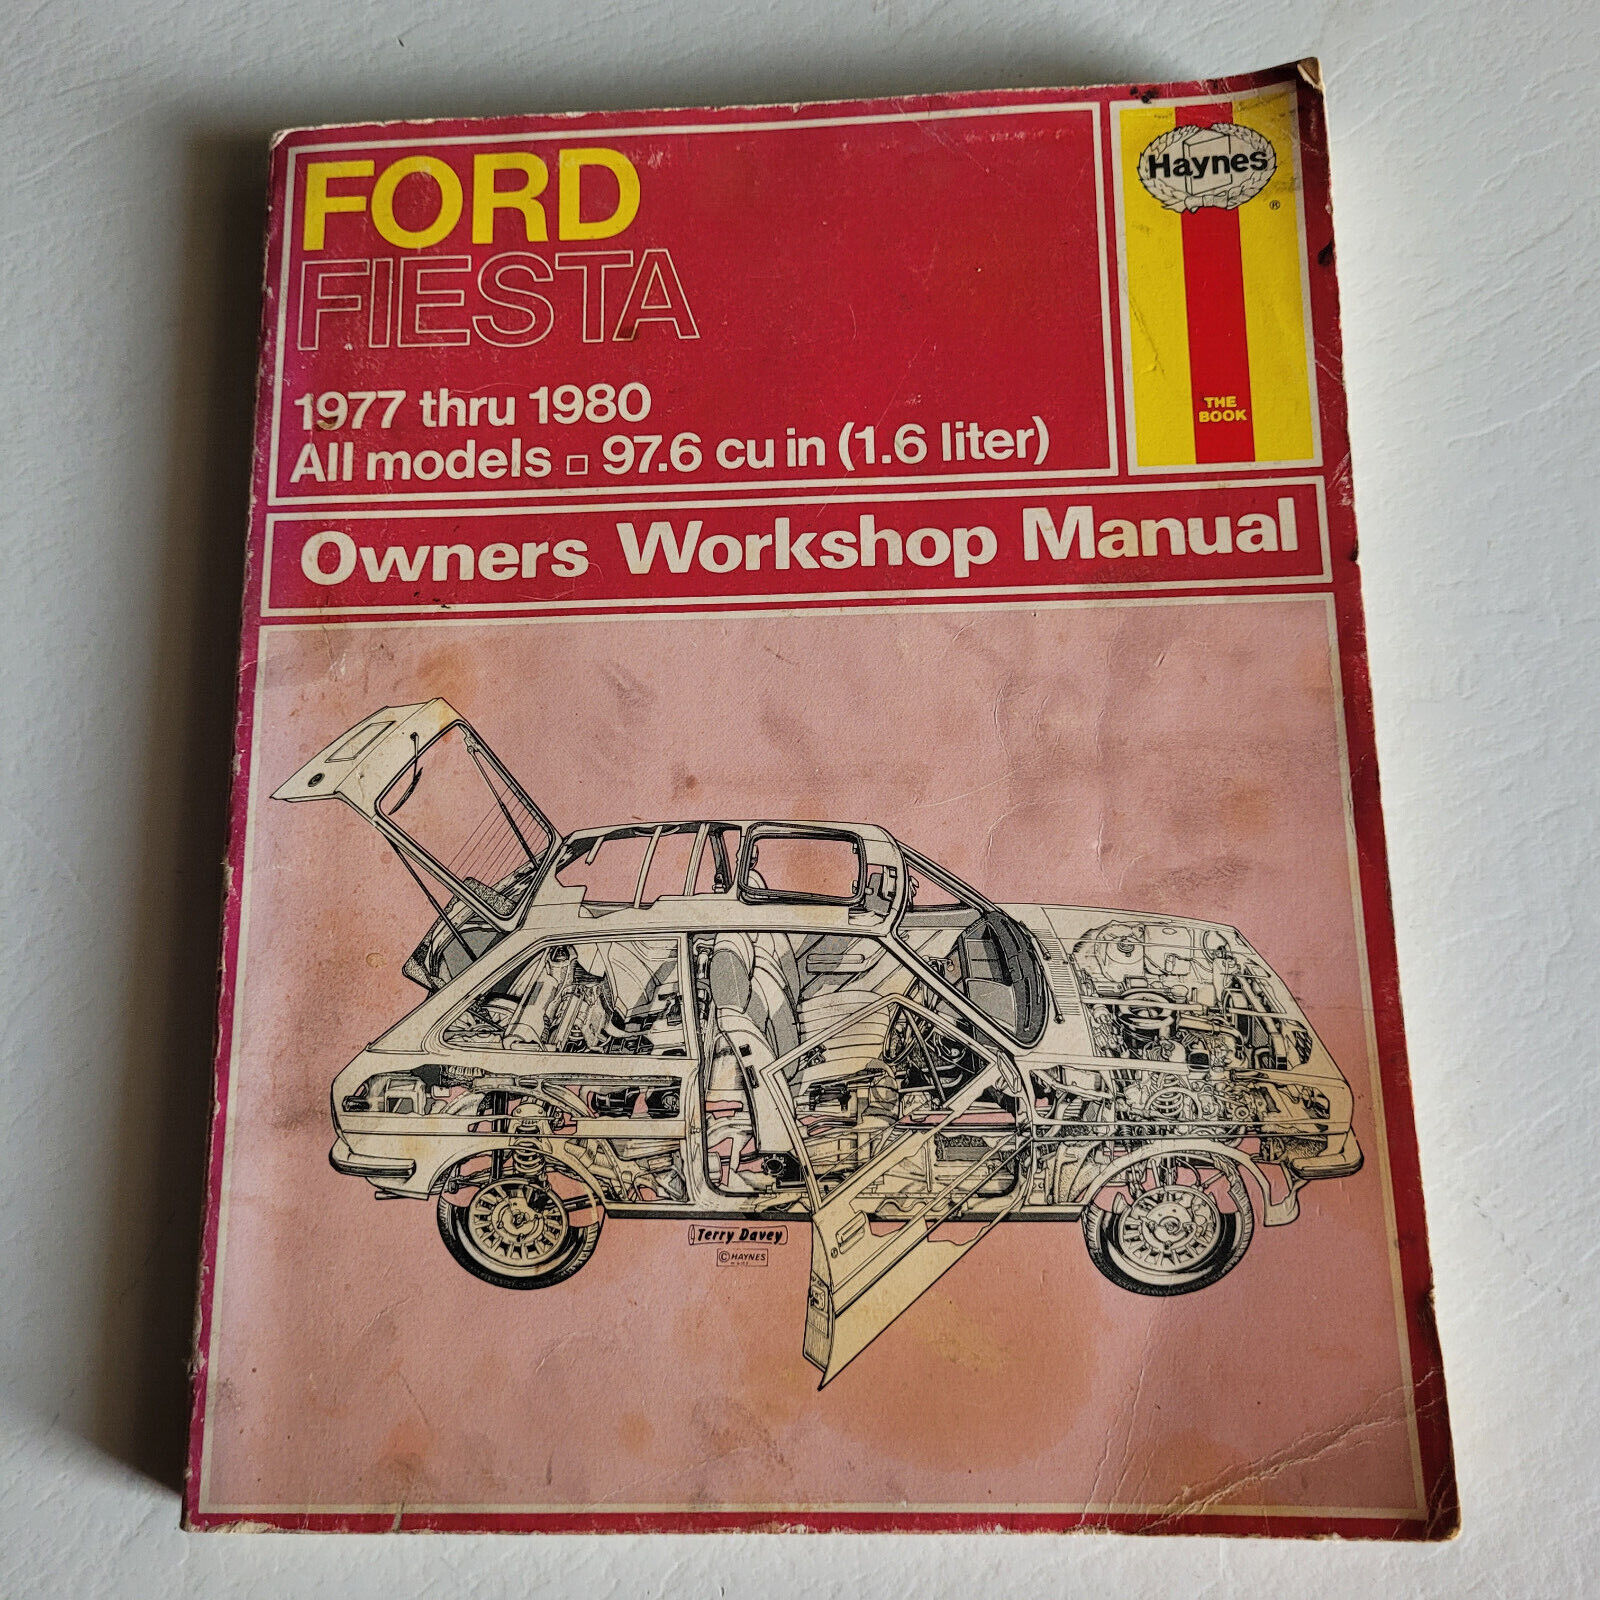 FORD
FIESTA
1977 thru 1980
All models □ 97.6 cu in (1.6 liter)
Haynes
®
THE
BOOK
Owners Workshop Manual
Terry Davey
© HAYNES